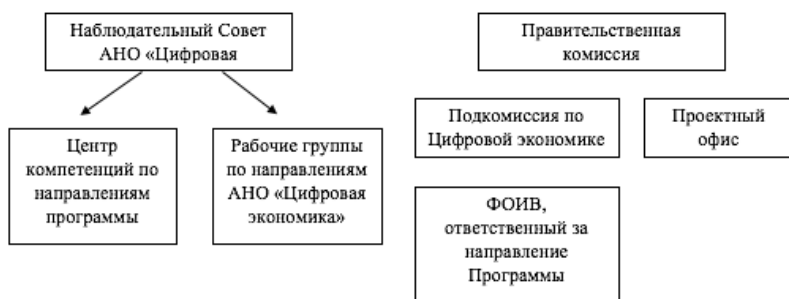 Наблюдательный Совет
АНО «Цифровая
Правительственная
комиссия
Центр
компетенций по
направлениям
программы
Рабочие группы
по направлениям
АНО «Цифровая
экономика»
Подкомиссия по
Цифровой экономике
Проектный
офис
ФОИВ,
ответственный за
направление
Программы